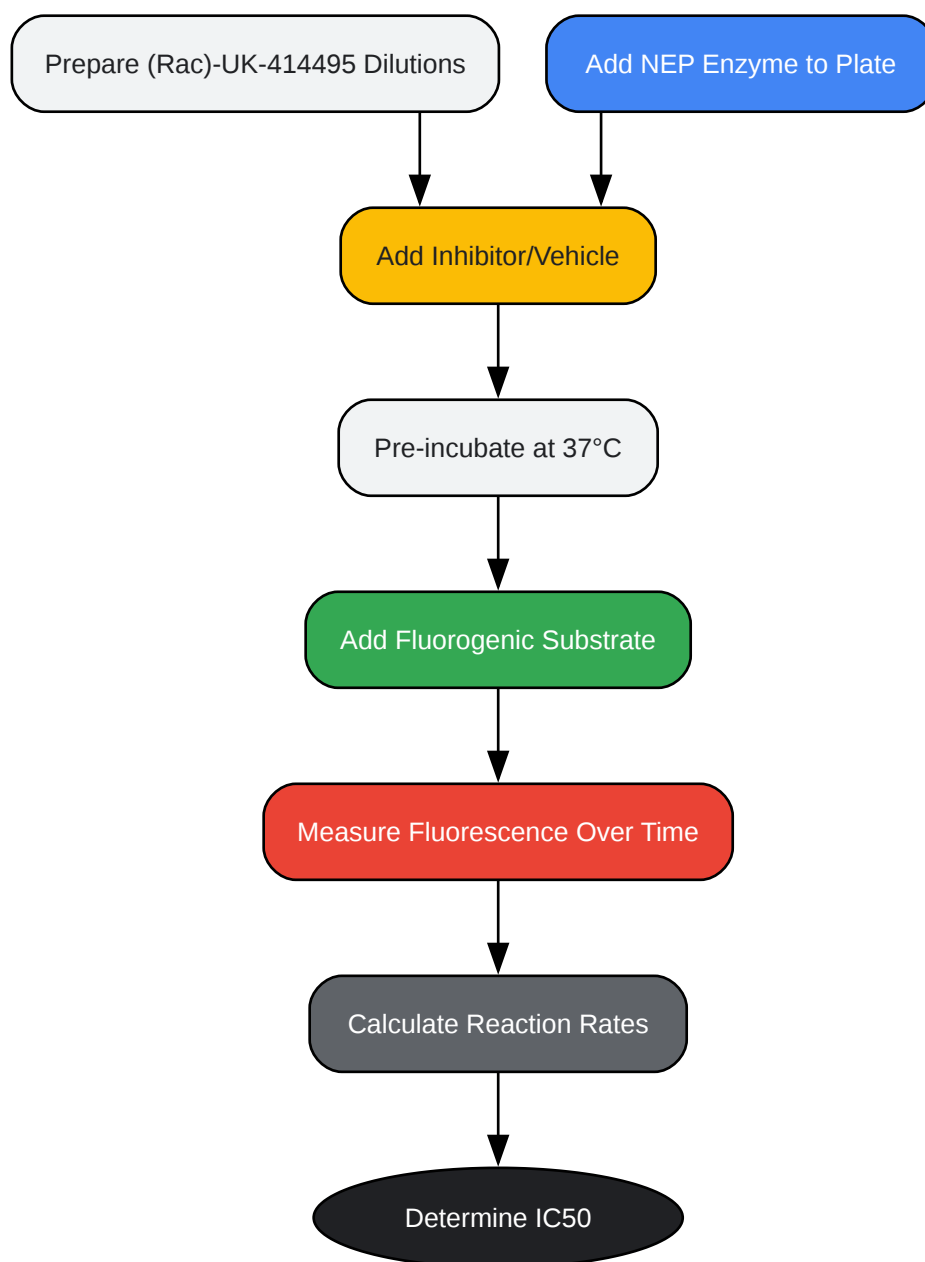 Prepare (Rac)-UK-414495 Dilutions
Add NEP Enzyme to Plate
Add Inhibitor/Vehicle
Pre-incubate at 37°C
Add Fluorogenic Substrate
Measure Fluorescence Over Time
Calculate Reaction Rates
Determine IC50